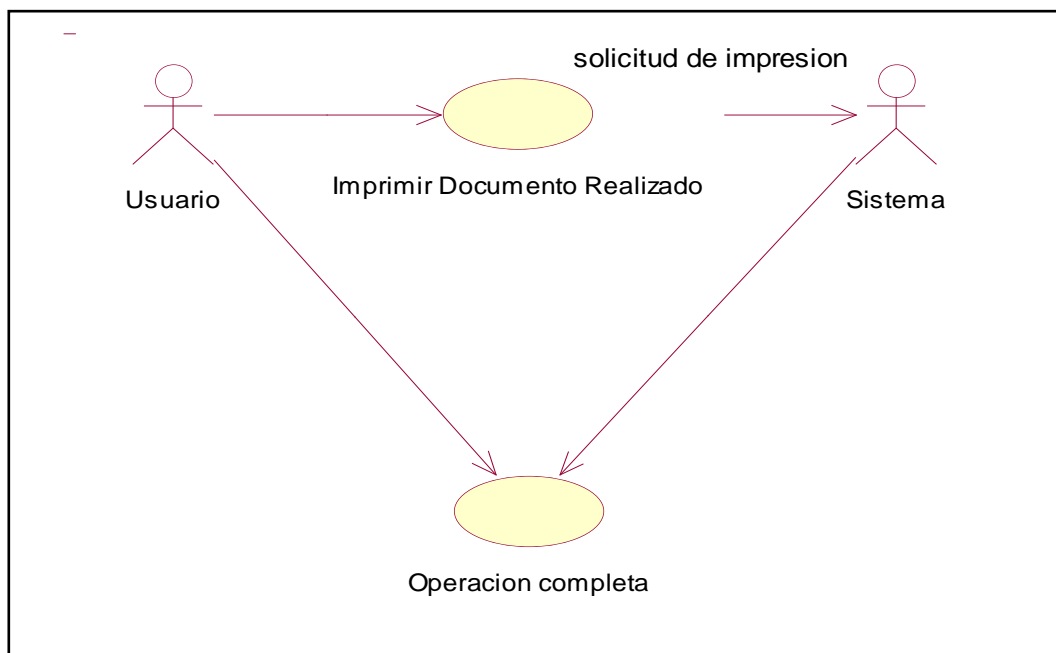 solicitud de impresion
Usuario
Imprimir Documento Realizado
Sistema
Operacion completa